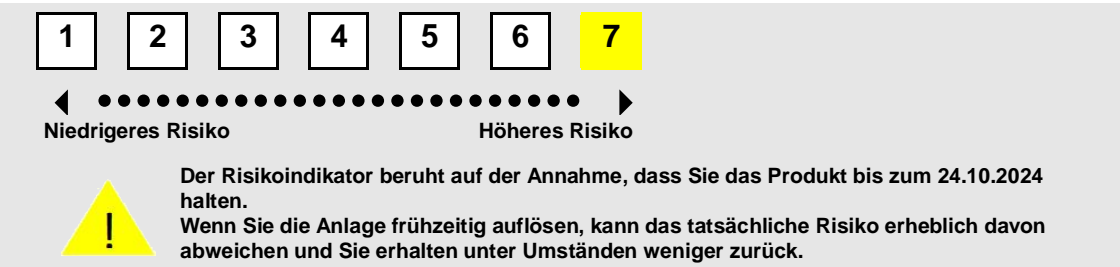 1 2 3 4 5 6 7
Niedrigeres Risiko Höheres Risiko
Der Risikoindikator beruht auf der Annahme, dass Sie das Produkt bis zum 24.10.2024
halten.
Wenn Sie die Anlage frühzeitig auflösen, kann das tatsächliche Risiko erheblich davon
abweichen und Sie erhalten unter Umständen weniger zurück.
!